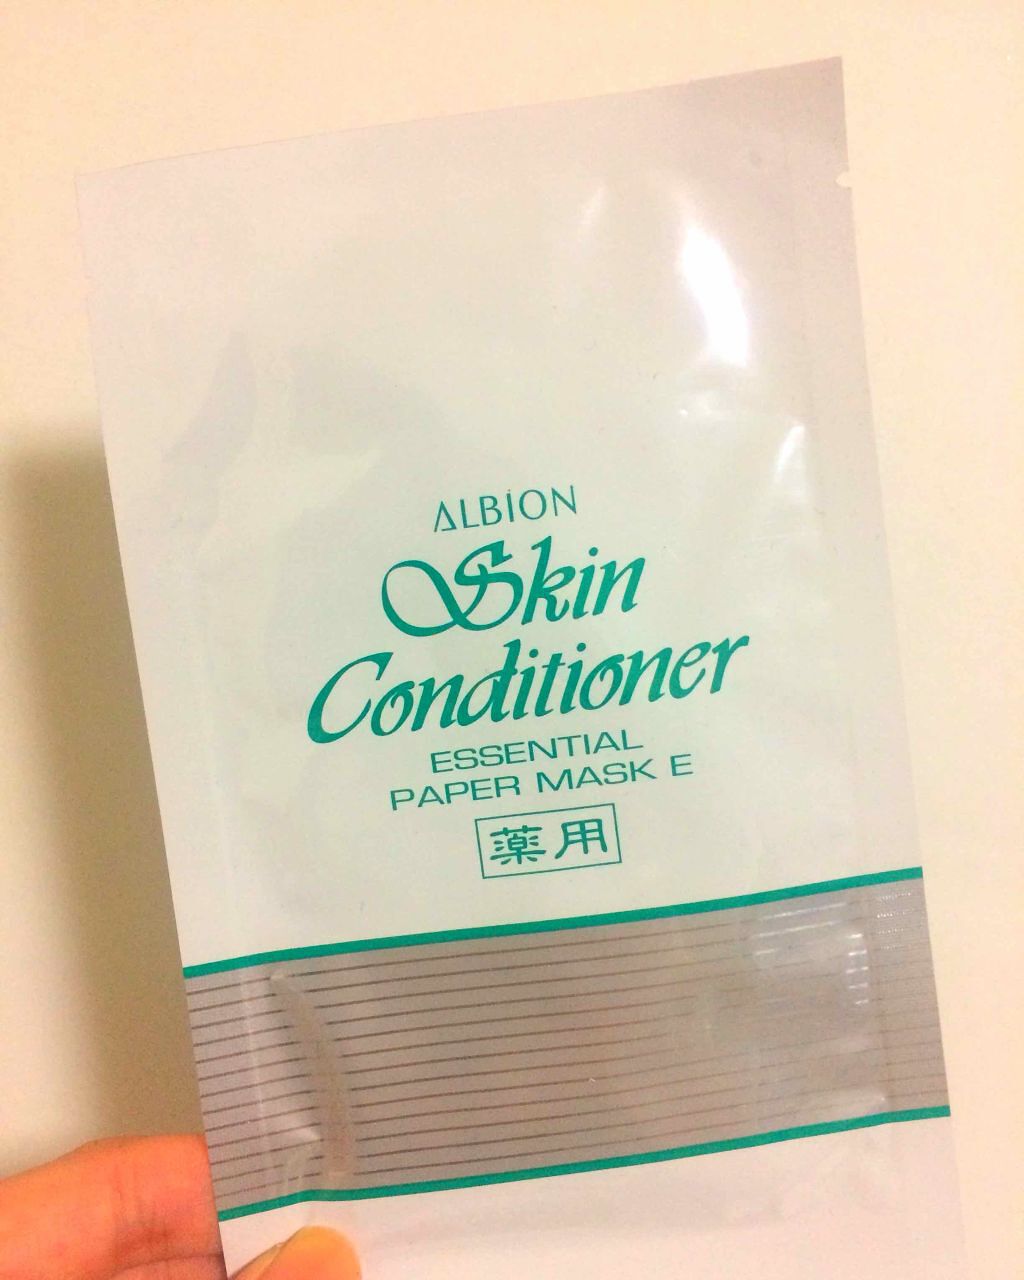 ALBION
Skin
Conditioner
ESSENTIAL
PAPER MASK E
薬用